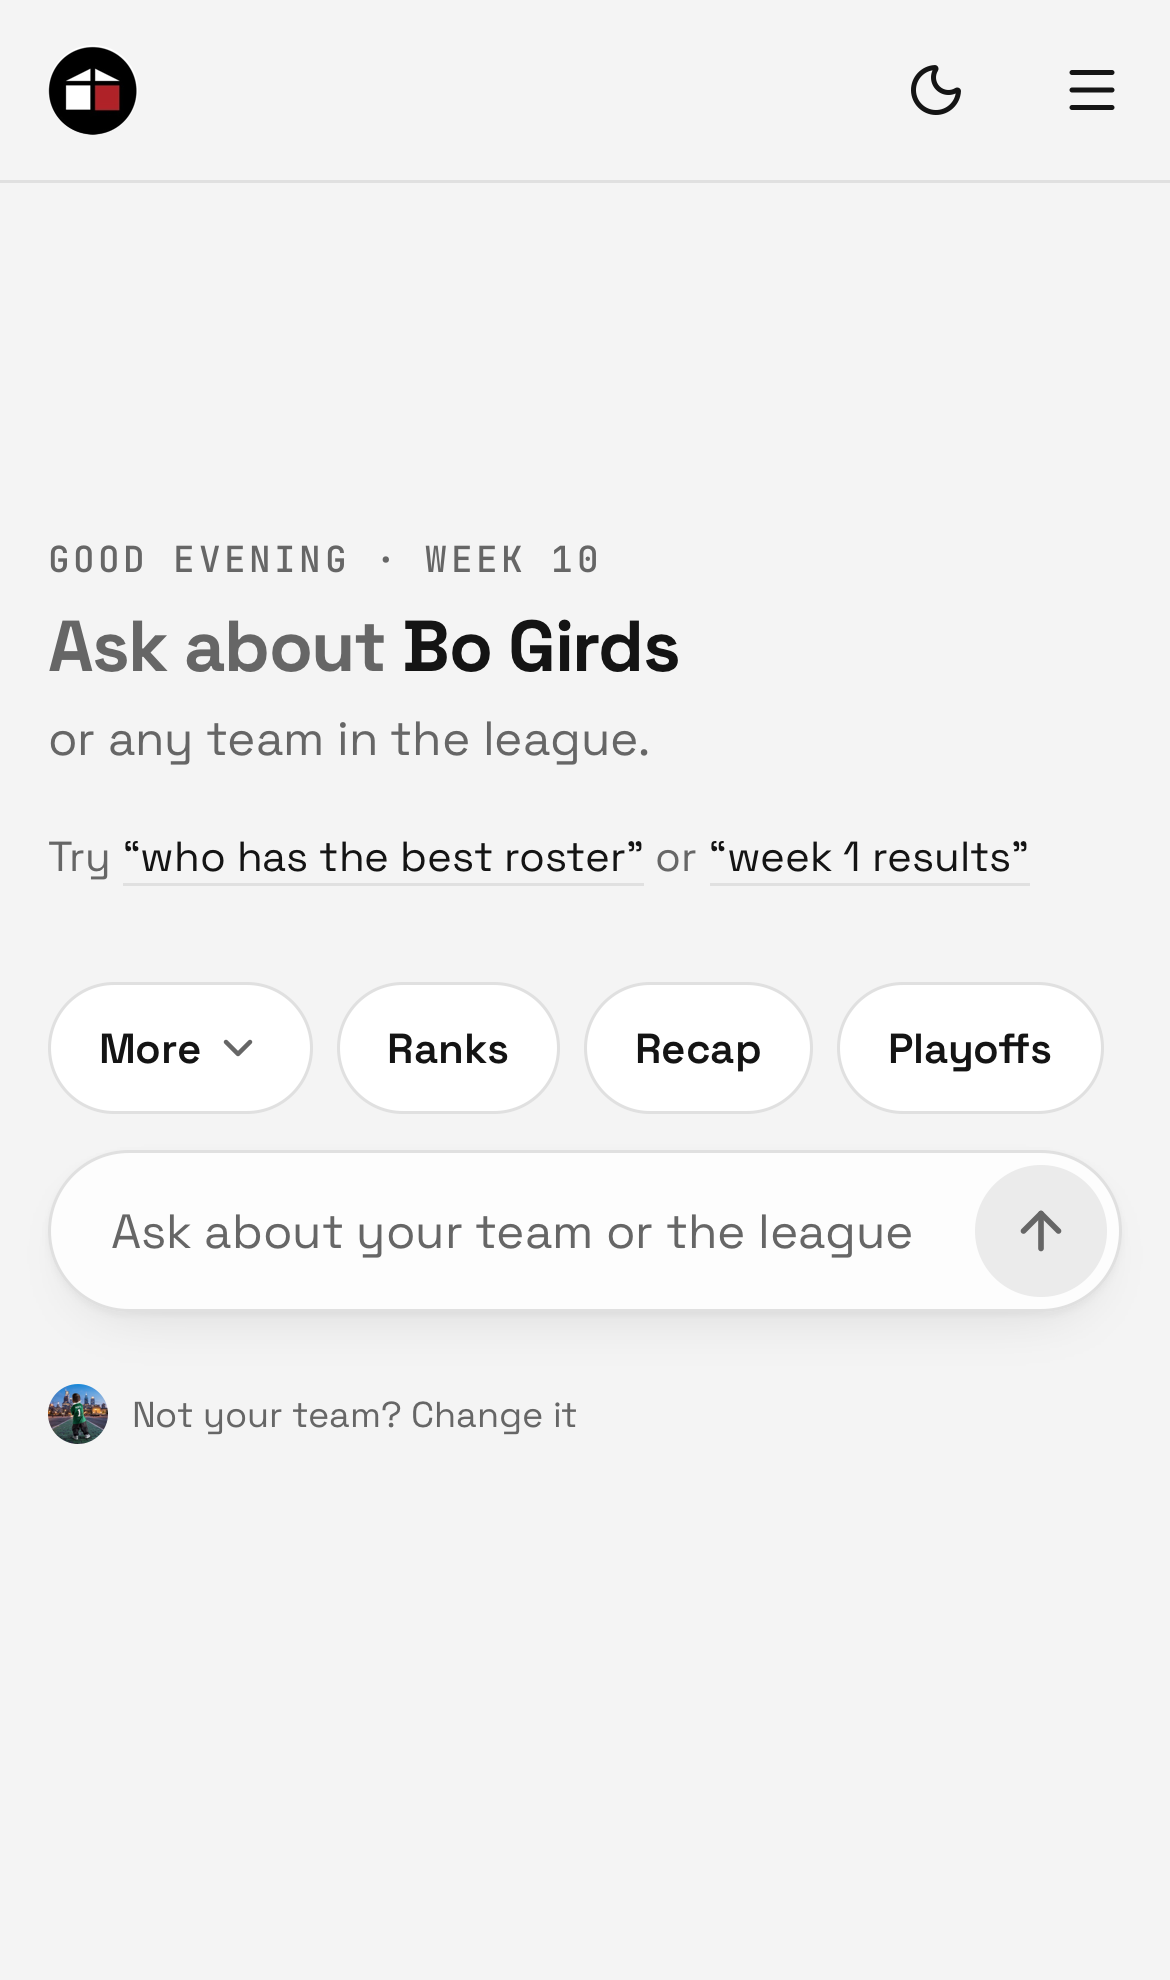 GOOD EVENING · WEEK 10
Ask about Bo Girds
or any team in the league.
Try “who has the best roster” or “week 1 results”
More
Ranks
Recap
Playoffs
Ask about your team or the league
Not your team? Change it